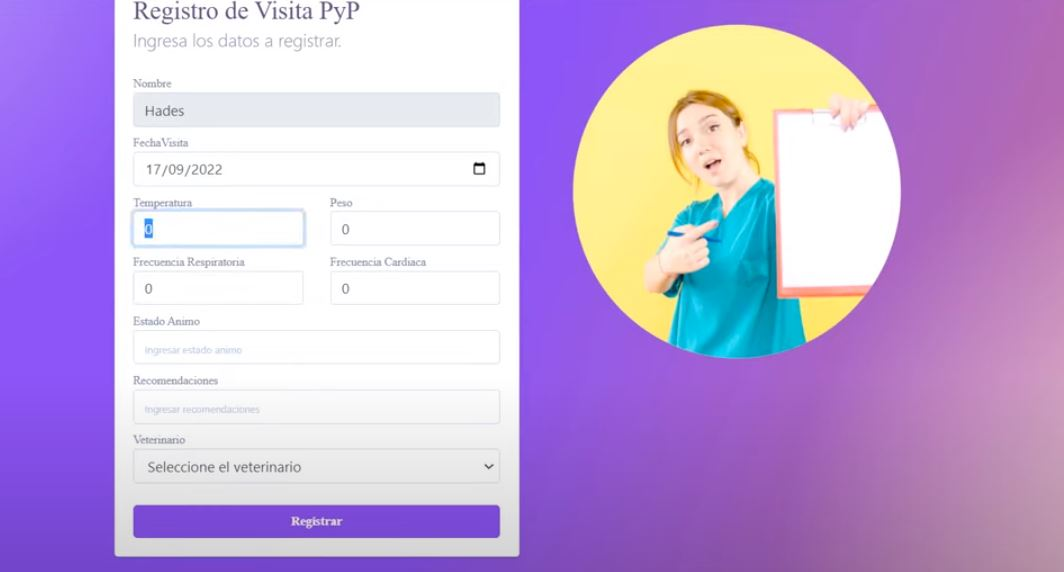 Registro de Visita PyP
Ingresa los datos a registrar.
Nombre
Hades
FechaVisita
17/09/2022
Temperatura Peso
0 0
Frecuencia Respiratoria Frecuencia Cardiaca
0 0
Estado Animo
Ingresar estado animo
Recomendaciones
Ingresar recomendaciones
Veterinario
Seleccione el veterinario
Registrar